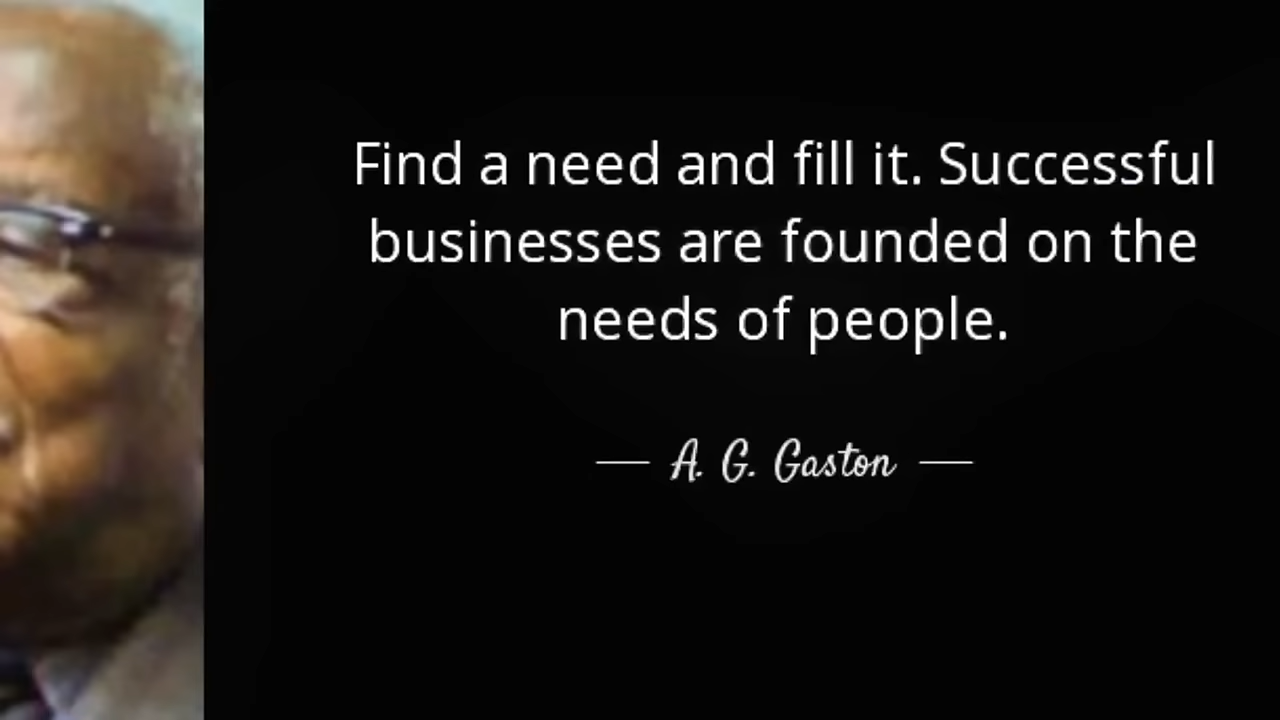 Find a need and fill it. Successful
businesses are founded on the
needs of people.
— A. G. Gaston —